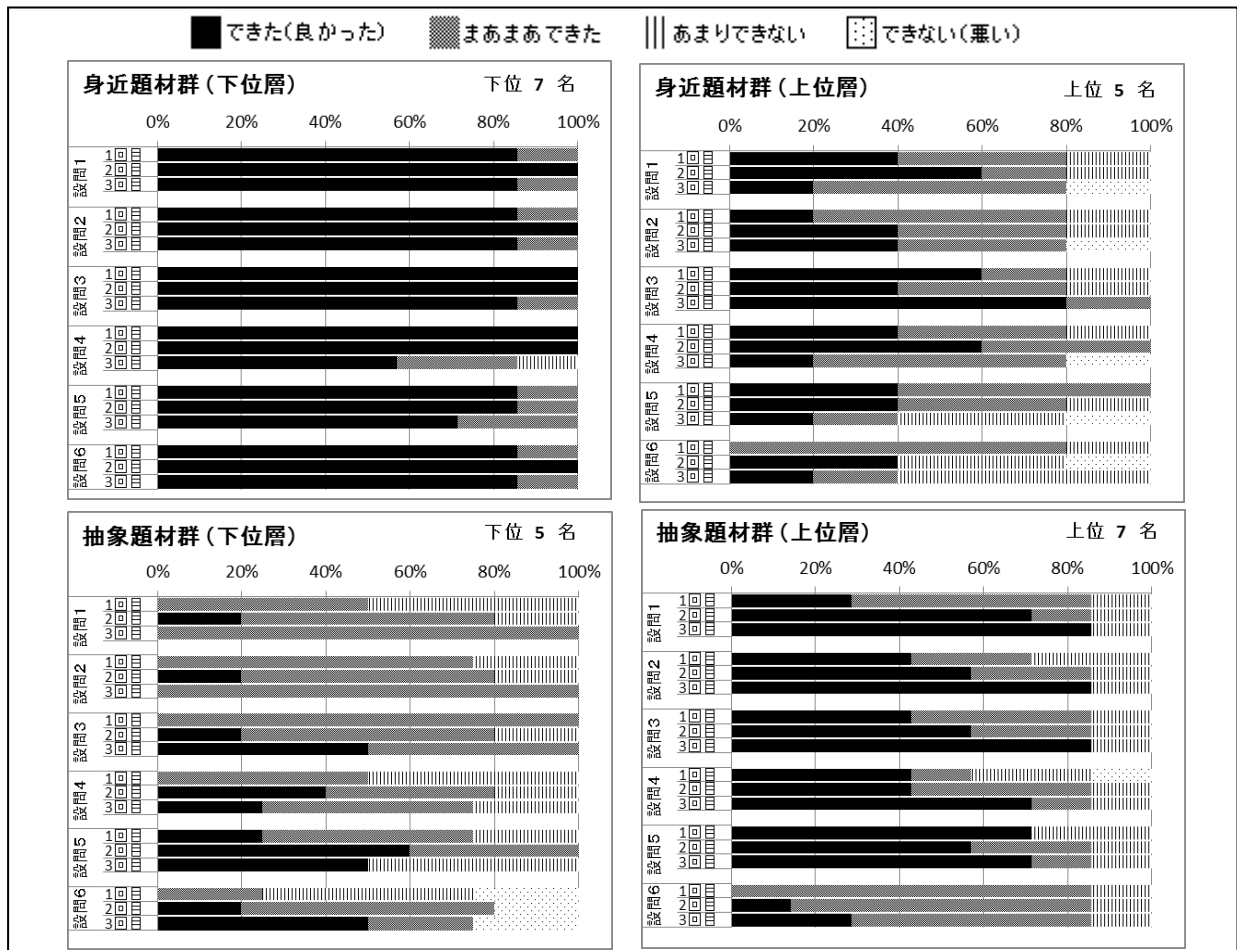 できた(良かった) まあまあできた あまりできない できない(悪い)
身近題材群(下位層) 下位 7 名
0% 20% 40% 60% 80% 100%
設問1
1回目
2回目
3回目
設問2
1回目
2回目
3回目
設問3
1回目
2回目
3回目
設問4
1回目
2回目
3回目
設問5
1回目
2回目
3回目
設問6
1回目
2回目
3回目
身近題材群(上位層) 上位 5 名
0% 20% 40% 60% 80% 100%
設問1
1回目
2回目
3回目
設問2
1回目
2回目
3回目
設問3
1回目
2回目
3回目
設問4
1回目
2回目
3回目
設問5
1回目
2回目
3回目
設問6
1回目
2回目
3回目
抽象題材群(下位層) 下位 5 名
0% 20% 40% 60% 80% 100%
設問1
1回目
2回目
3回目
設問2
1回目
2回目
3回目
設問3
1回目
2回目
3回目
設問4
1回目
2回目
3回目
設問5
1回目
2回目
3回目
設問6
1回目
2回目
3回目
抽象題材群(上位層) 上位 7 名
0% 20% 40% 60% 80% 100%
設問1
1回目
2回目
3回目
設問2
1回目
2回目
3回目
設問3
1回目
2回目
3回目
設問4
1回目
2回目
3回目
設問5
1回目
2回目
3回目
設問6
1回目
2回目
3回目